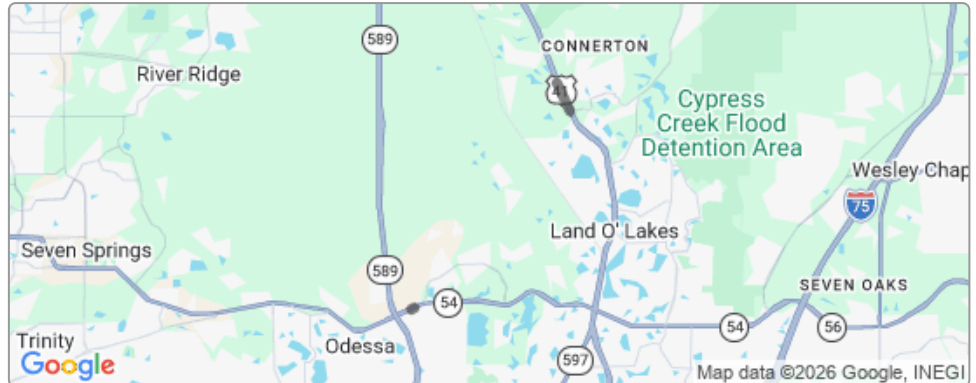 589
CONNERTON
River Ridge
41
Cypress
Creek Flood
Detention Area
Wesley Chap
75
Land O' Lakes
Seven Springs
589
SEVEN OAKS
54
54
56
Trinity
Odessa
597
Google
Map data ©2026 Google, INEGI